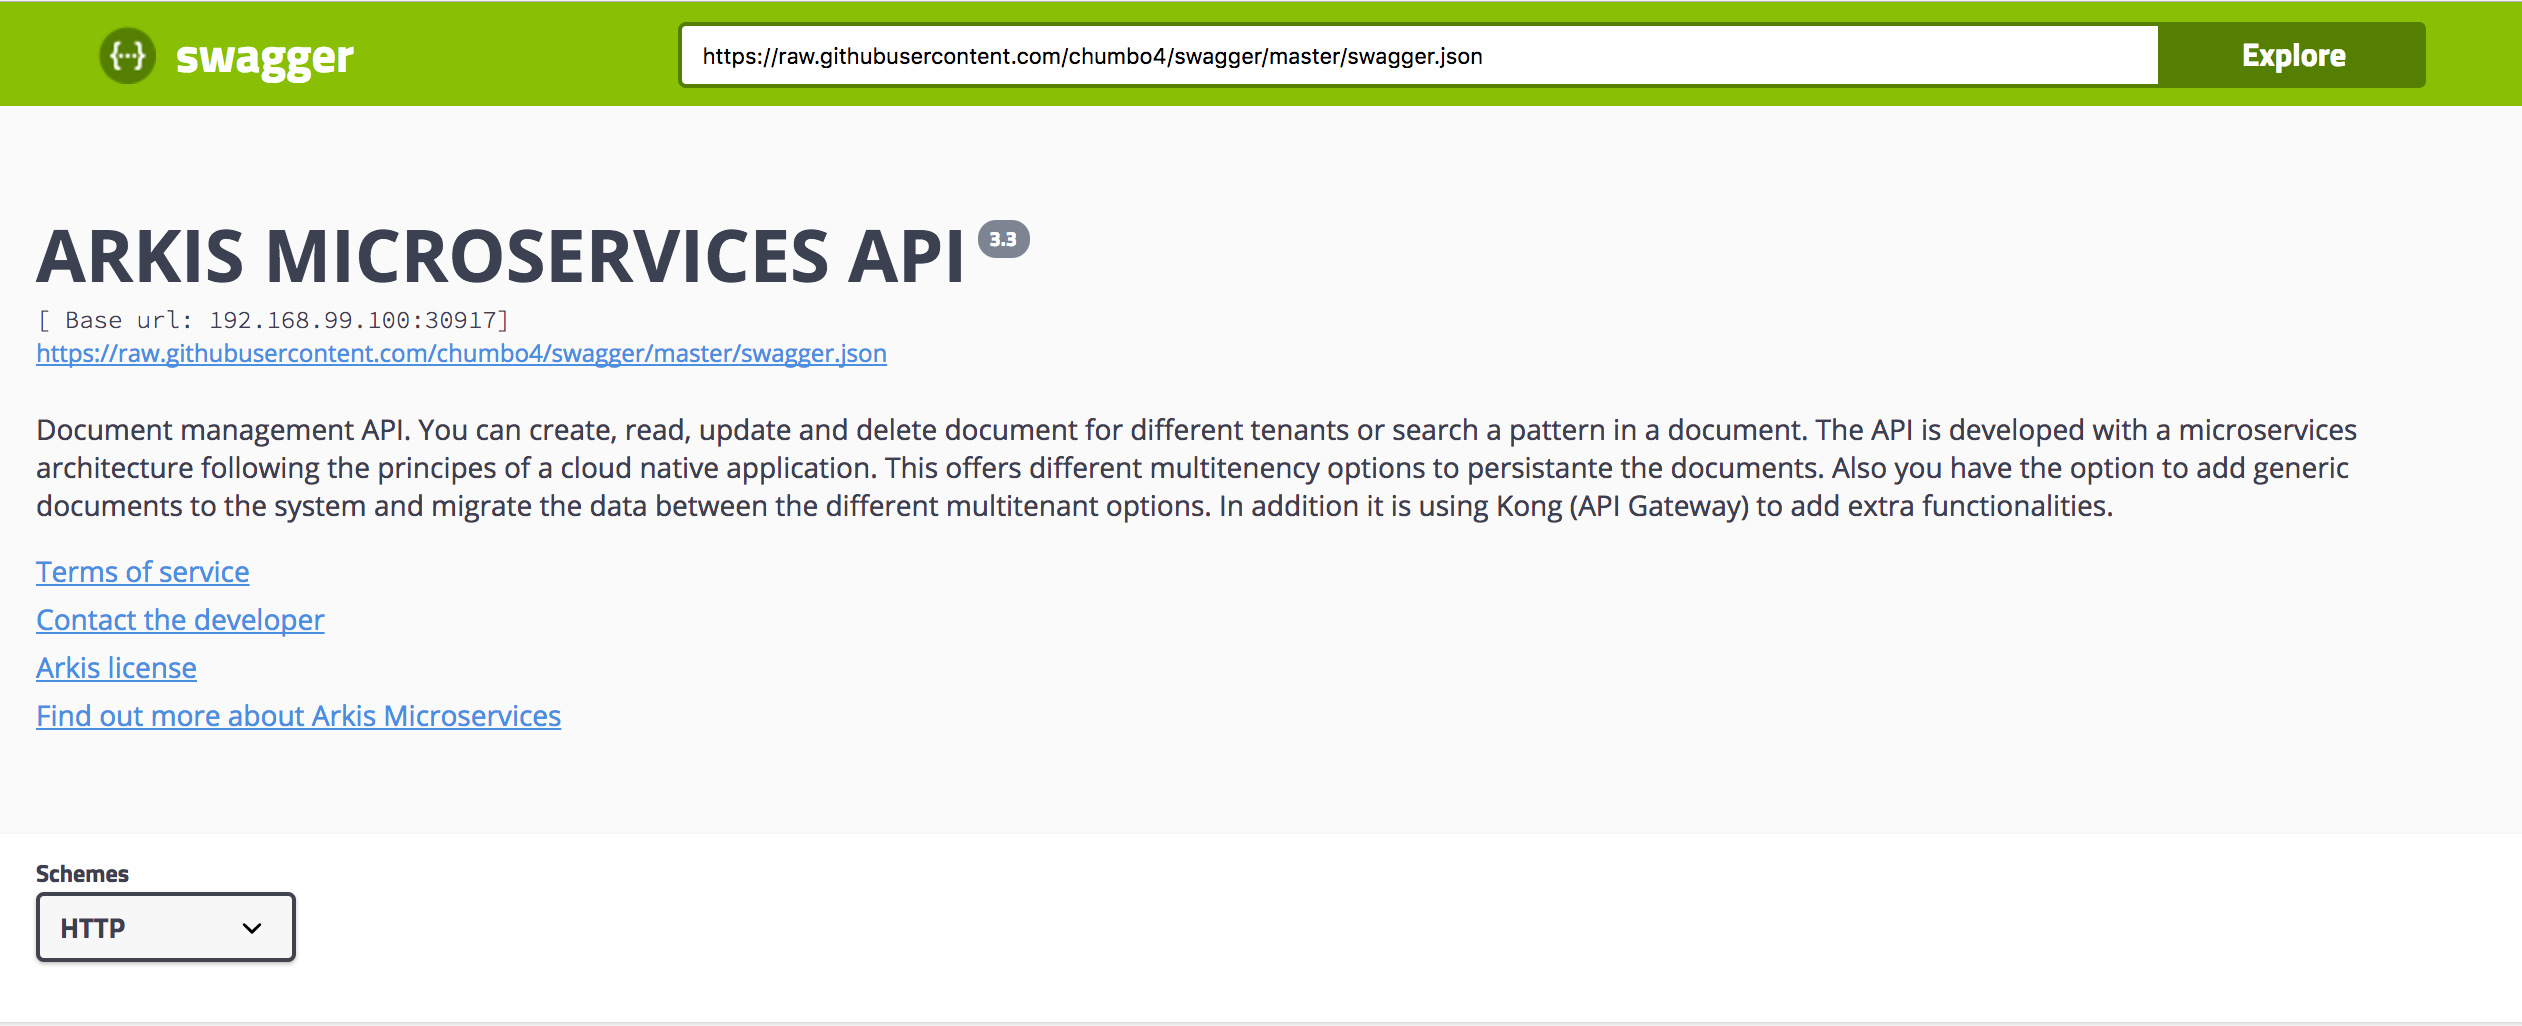 swagger
https://raw.githubusercontent.com/chumbo4/swagger/master/swagger.json
Explore
ARKIS MICROSERVICES API 3.3
[ Base url: 192.168.99.100:30917]
https://raw.githubusercontent.com/chumbo4/swagger/master/swagger.json
Document management API. You can create, read, update and delete document for different tenants or search a pattern in a document. The API is developed with a microservices
architecture following the principes of a cloud native application. This offers different multitenency options to persistante the documents. Also you have the option to add generic
documents to the system and migrate the data between the different multitenant options. In addition it is using Kong (API Gateway) to add extra functionalities.
Terms of service
Contact the developer
Arkis license
Find out more about Arkis Microservices
Schemes
HTTP